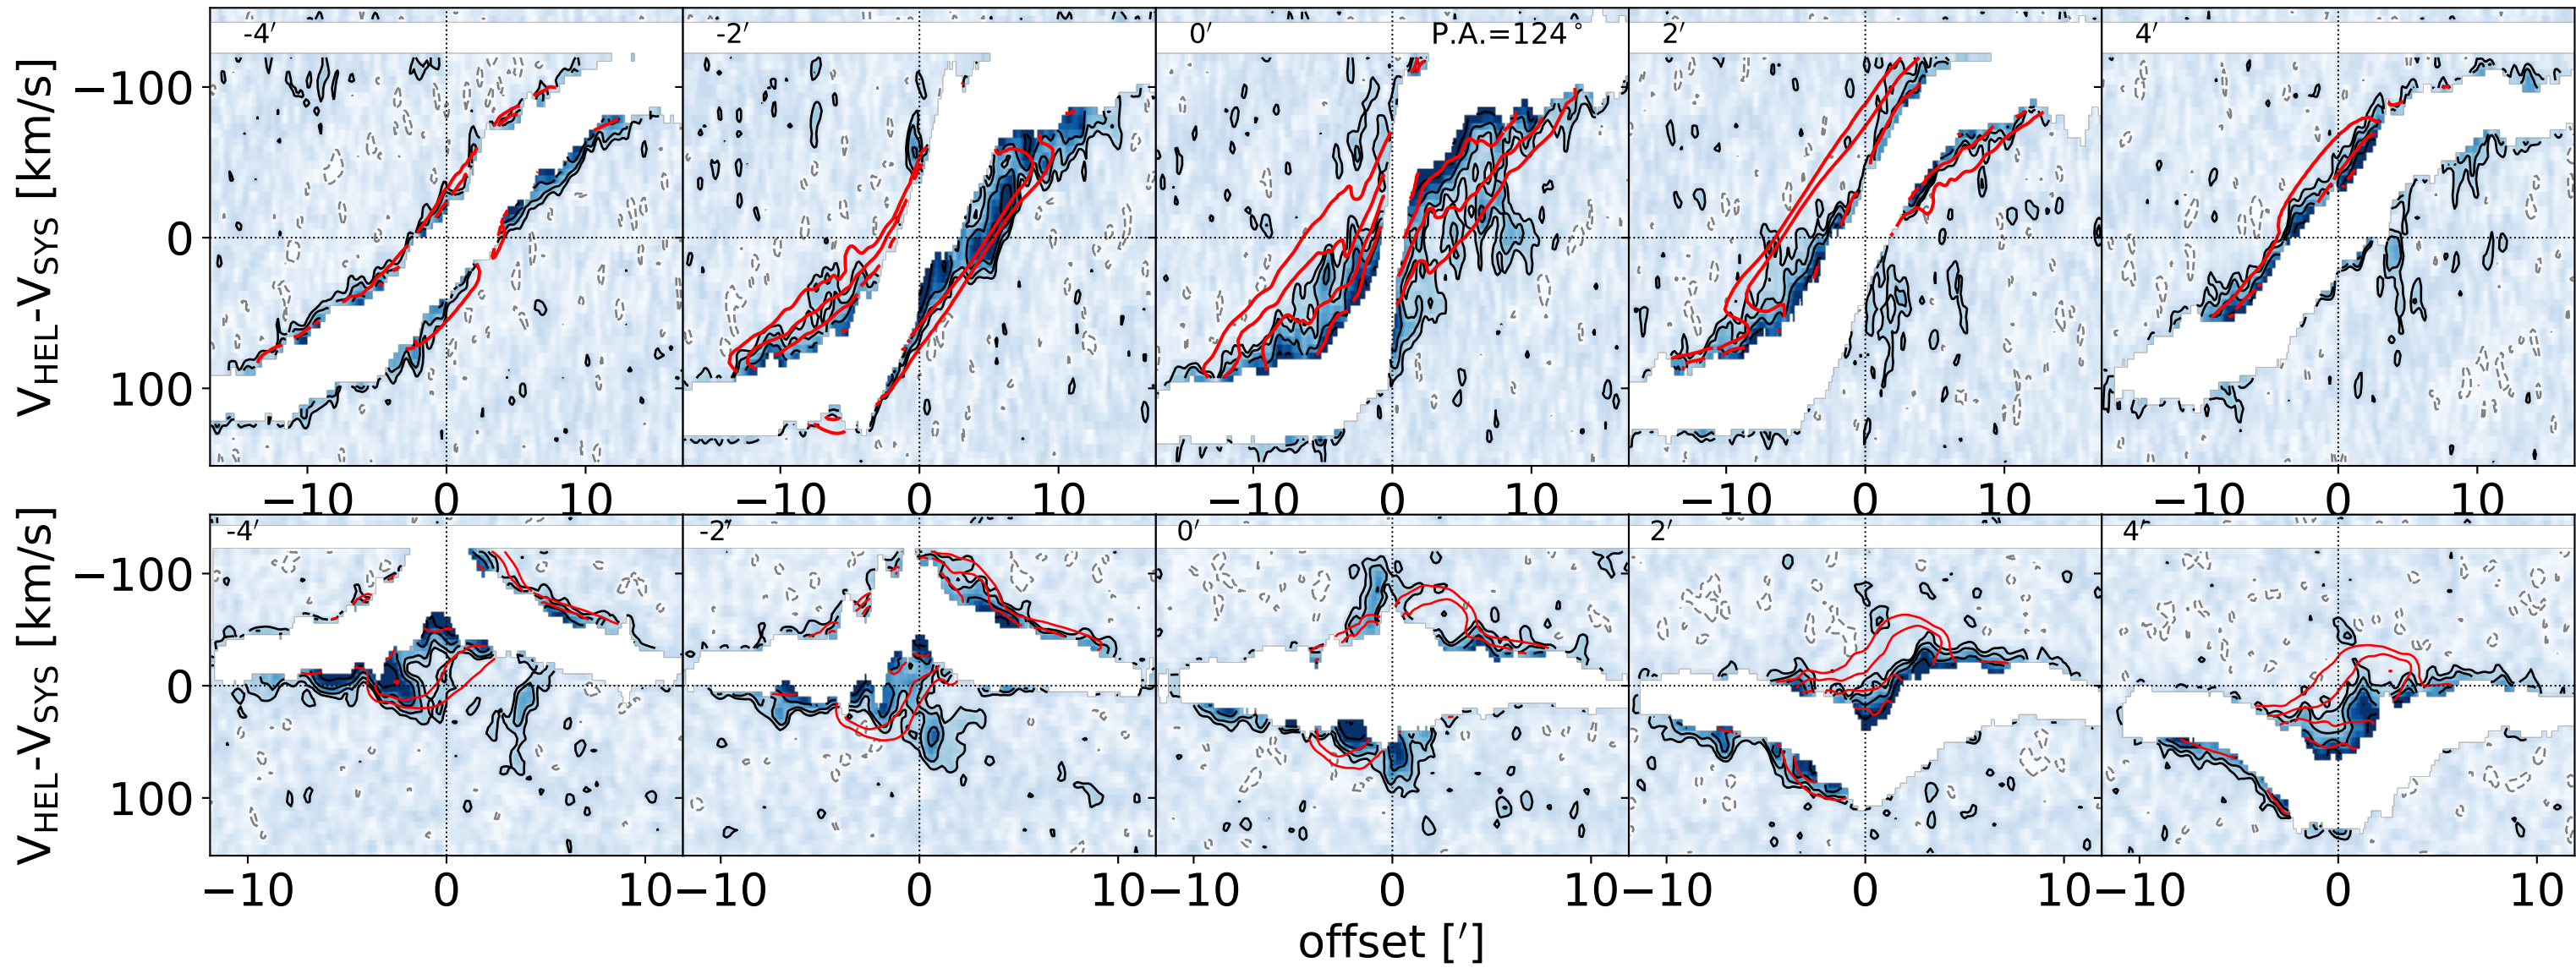 -4′ -2′ 0′ P.A.=124° 2′ 4′
V_HEL-V_SYS [km/s]
−100
0
100
−10 0 10 −10 0 10 −10 0 10 −10 0 10 −10 0 10
-4′ -2′ 0′ 2′ 4′
V_HEL-V_SYS [km/s]
−100
0
100
−10 0 10 −10 0 10 −10 0 10 −10 0 10 −10 0 10
offset [′]